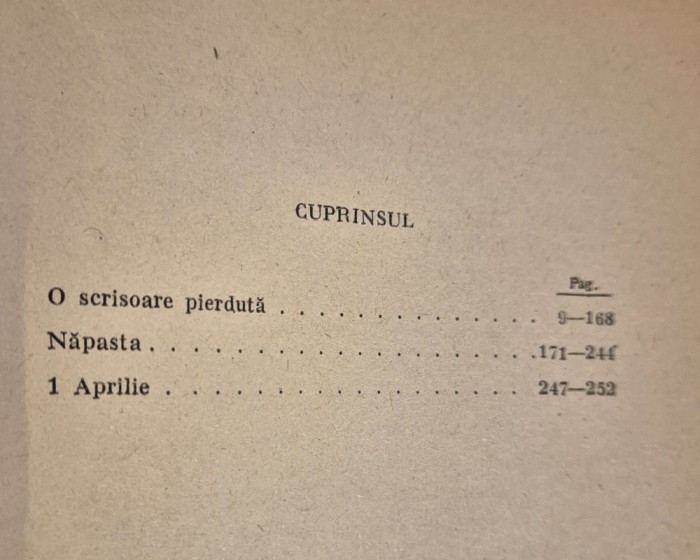 CUPRINSUL
Pag.
O scrisoare pierdută . . . . . . . . . . . . . . 9—168
Năpasta . . . . . . . . . . . . . . . . . . . . . 171—244
1 Aprilie . . . . . . . . . . . . . . . . . . 247—252